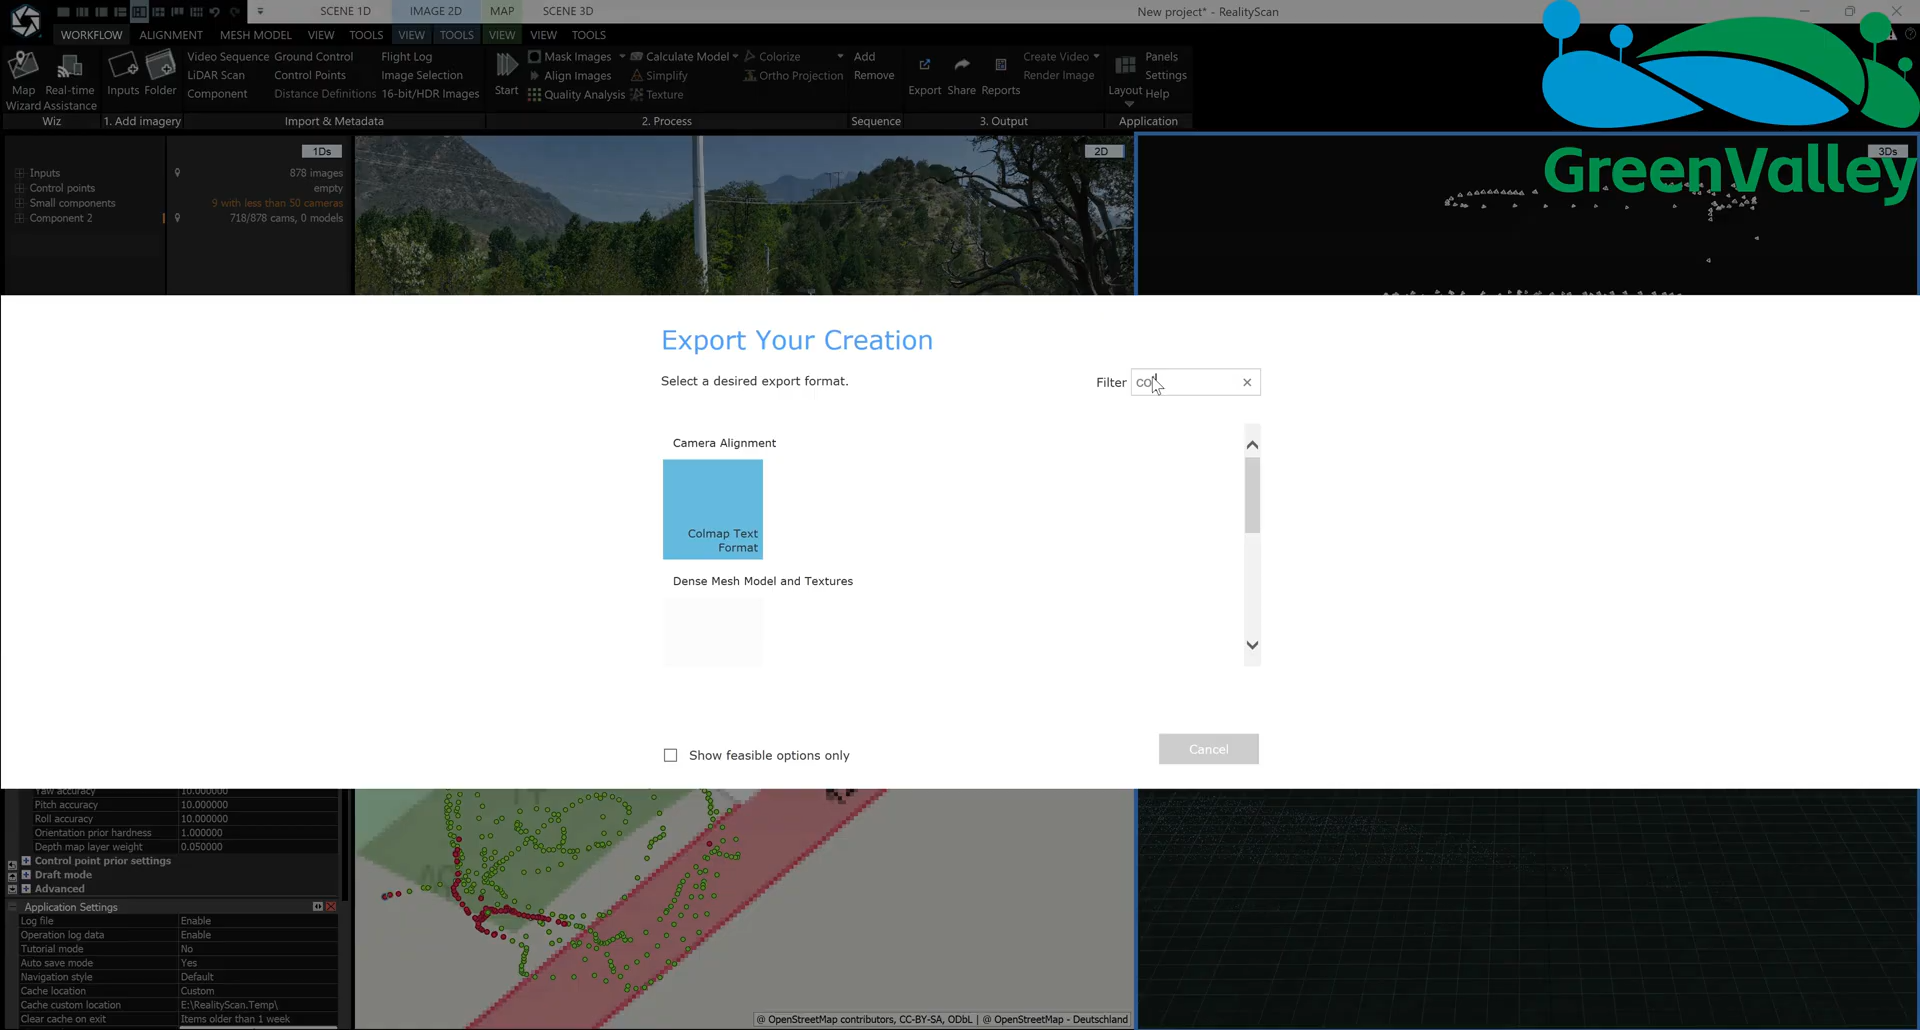 SCENE 1D IMAGE 2D MAP SCENE 3D New project* - RealityScan
WORKFLOW ALIGNMENT MESH MODEL VIEW TOOLS VIEW TOOLS VIEW VIEW TOOLS
Video Sequence Ground Control Flight Log Mask Images Calculate Model Colorize Add Create Video Panels
LiDAR Scan Control Points Image Selection Align Images Simplify Ortho Projection Remove Render Image Settings
Map Real-time Inputs Folder Component Distance Definitions 16-bit/HDR Images Start Quality Analysis Texture Export Share Reports Layout Help
Wizard Assistance
Wiz 1. Add imagery Import & Metadata 2. Process Sequence 3. Output Application
GreenValley
1Ds 2D 3Ds
Inputs 878 images
Control points empty
Small components 9 with less than 50 cameras
Component 2 718/878 cams, 0 models
Export Your Creation
Select a desired export format. Filter
Camera Alignment
Colmap Text
Format
Dense Mesh Model and Textures
Show feasible options only Cancel
Yaw accuracy 10.000000
Pitch accuracy 10.000000
Roll accuracy 10.000000
Orientation prior hardness 1.000000
Depth map layer weight 0.050000
Control point prior settings
Draft mode
Advanced
Application Settings
Log file Enable
Operation log data Enable
Tutorial mode No
Auto save mode Yes
Navigation style Default
Cache location Custom
Cache custom location E:\RealityScan.Temp\
Clear cache on exit Items older than 1 week
@ OpenStreetMap contributors, CC-BY-SA, ODbL | @ OpenStreetMap - Deutschland